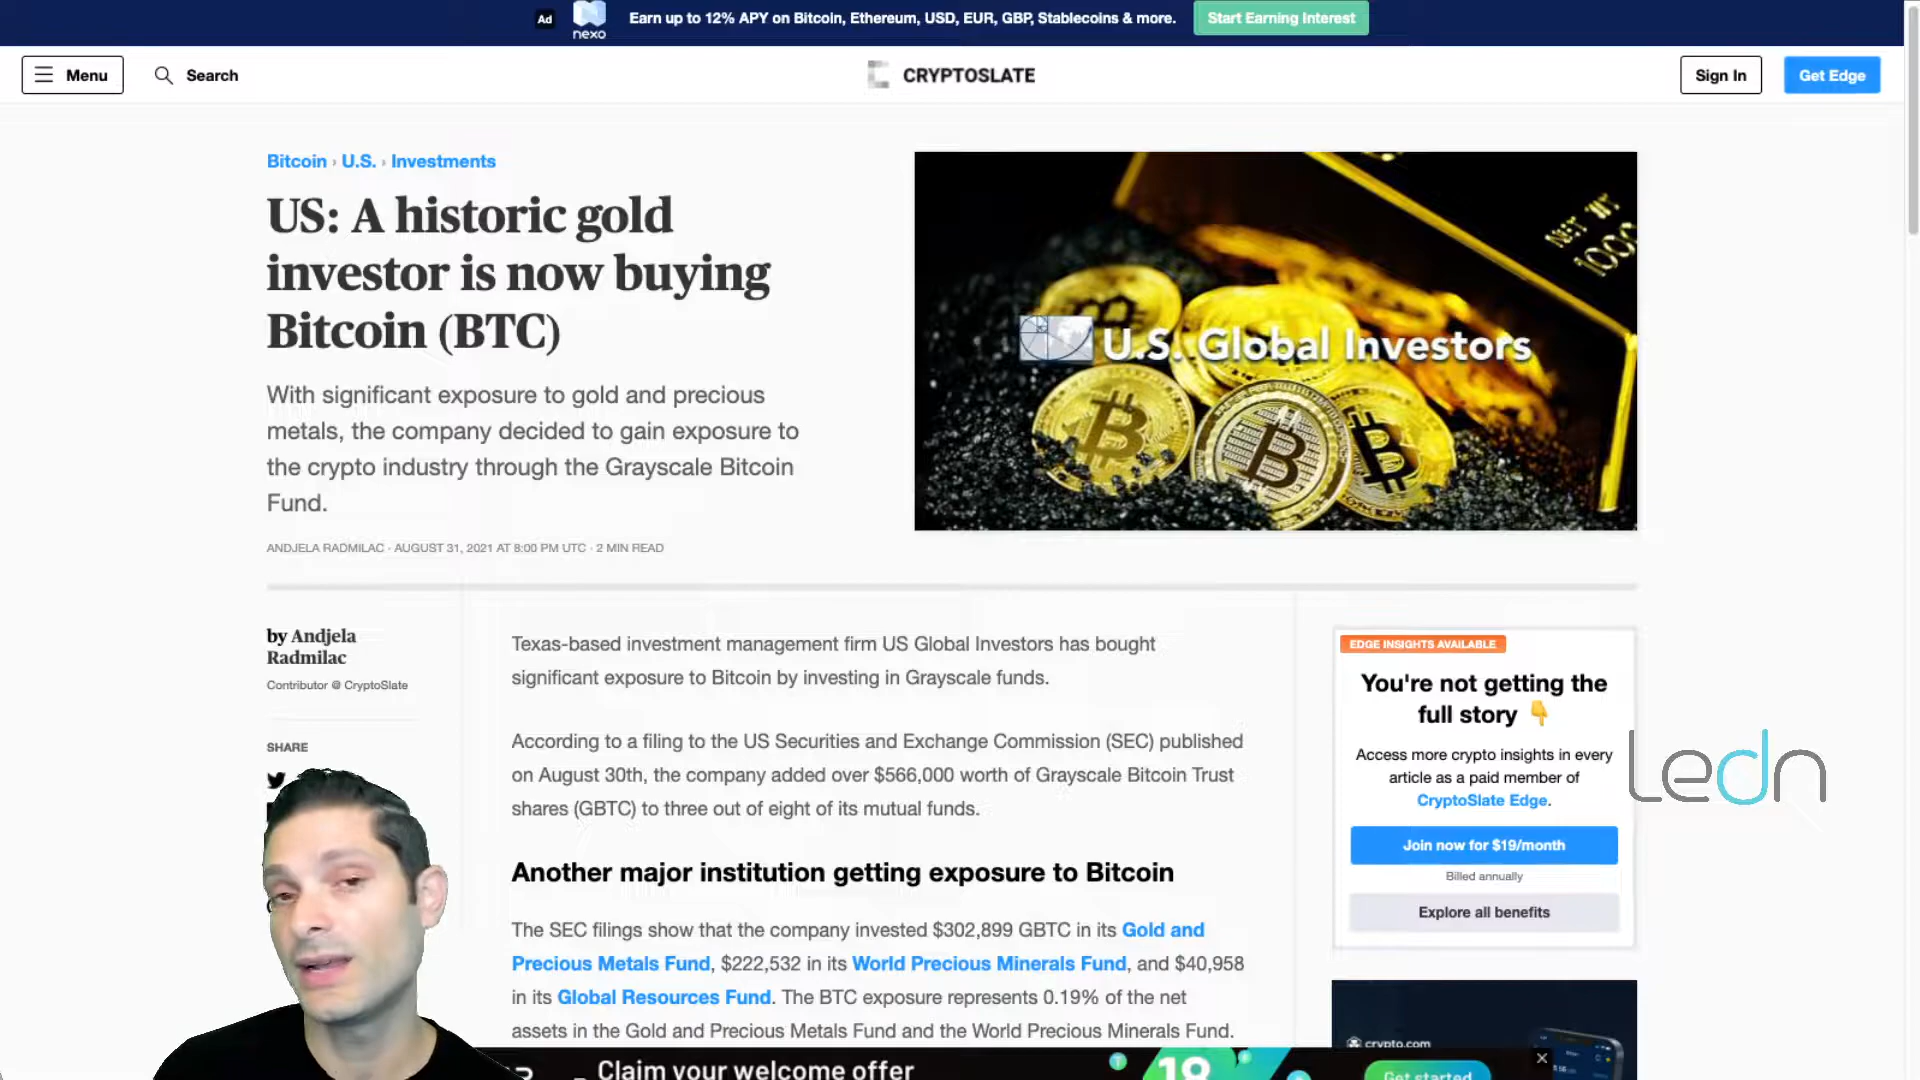 Ad
nexo
Earn up to 12% APY on Bitcoin, Ethereum, USD, EUR, GBP, Stablecoins & more.
Start Earning Interest
Menu
Search
CRYPTOSLATE
Sign In
Get Edge
Bitcoin › U.S. › Investments
US: A historic gold
investor is now buying
Bitcoin (BTC)
With significant exposure to gold and precious
metals, the company decided to gain exposure to
the crypto industry through the Grayscale Bitcoin
Fund.
ANDJELA RADMILAC · AUGUST 31, 2021 AT 8:00 PM UTC · 2 MIN READ
NET WT
1000
U.S. Global Investors
by Andjela
Radmilac
Contributor @ CryptoSlate
SHARE
Texas-based investment management firm US Global Investors has bought
significant exposure to Bitcoin by investing in Grayscale funds.
According to a filing to the US Securities and Exchange Commission (SEC) published
on August 30th, the company added over $566,000 worth of Grayscale Bitcoin Trust
shares (GBTC) to three out of eight of its mutual funds.
Another major institution getting exposure to Bitcoin
The SEC filings show that the company invested $302,899 GBTC in its Gold and
Precious Metals Fund, $222,532 in its World Precious Minerals Fund, and $40,958
in its Global Resources Fund. The BTC exposure represents 0.19% of the net
assets in the Gold and Precious Metals Fund and the World Precious Minerals Fund.
EDGE INSIGHTS AVAILABLE
You're not getting the
full story 👇
Access more crypto insights in every
article as a paid member of
CryptoSlate Edge.
Join now for $19/month
Billed annually
Explore all benefits
ledn
crypto.com
Claim your welcome offer
18
Get started